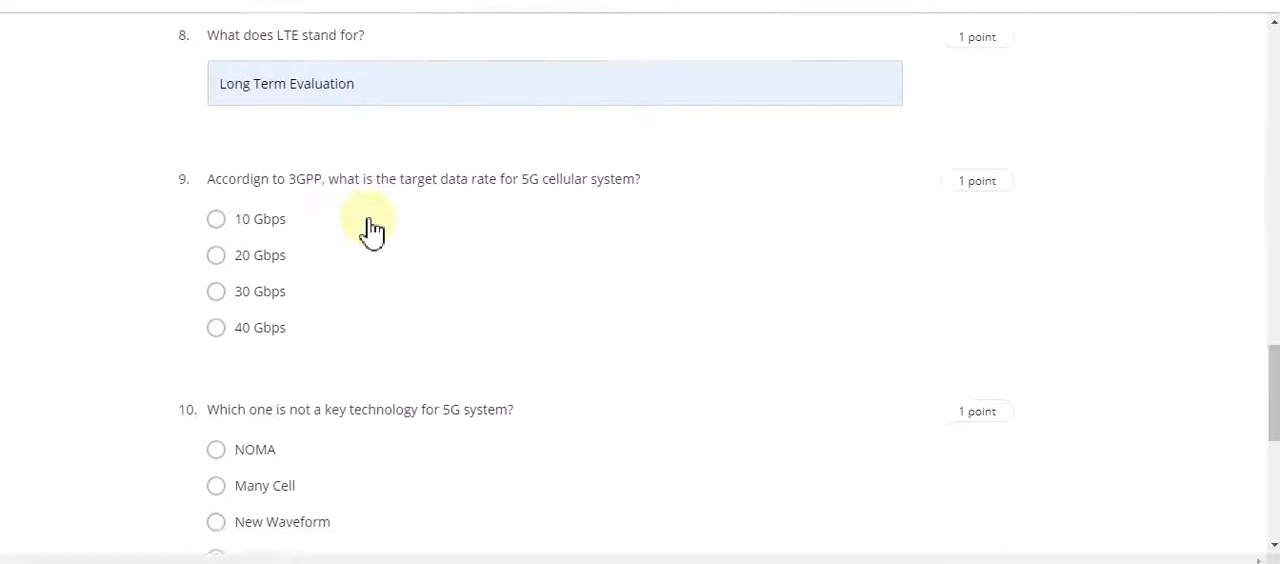 8. What does LTE stand for? 1 point
Long Term Evaluation
9. Accordign to 3GPP, what is the target data rate for 5G cellular system? 1 point
10 Gbps
20 Gbps
30 Gbps
40 Gbps
10. Which one is not a key technology for 5G system? 1 point
NOMA
Many Cell
New Waveform